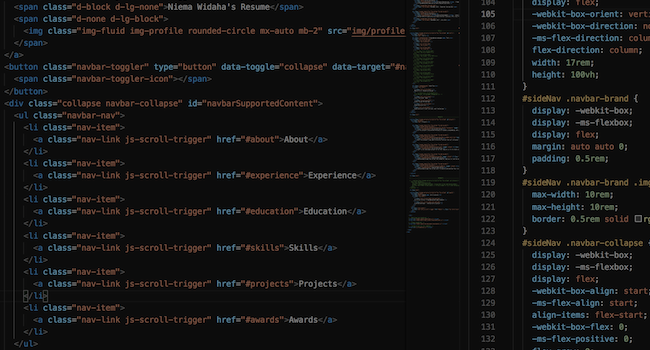 <span class="d-block d-lg-none">Niema Widaha's Resume</span>
<span class="d-none d-lg-block">
<img class="img-fluid img-profile rounded-circle mx-auto mb-2" src="img/profile
</span>
</a>
<button class="navbar-toggler" type="button" data-toggle="collapse" data-target="#n
<span class="navbar-toggler-icon"></span>
</button>
<div class="collapse navbar-collapse" id="navbarSupportedContent">
<ul class="navbar-nav">
<li class="nav-item">
<a class="nav-link js-scroll-trigger" href="#about">About</a>
</li>
<li class="nav-item">
<a class="nav-link js-scroll-trigger" href="#experience">Experience</a>
</li>
<li class="nav-item">
<a class="nav-link js-scroll-trigger" href="#education">Education</a>
</li>
<li class="nav-item">
<a class="nav-link js-scroll-trigger" href="#skills">Skills</a>
</li>
<li class="nav-item">
<a class="nav-link js-scroll-trigger" href="#projects">Projects</a>
</li>
<li class="nav-item">
<a class="nav-link js-scroll-trigger" href="#awards">Awards</a>
</li>
</ul>
104 display: flex;
105 -webkit-box-orient: verti
106 -webkit-box-direction: no
107 -ms-flex-direction: colum
108 flex-direction: column;
109 width: 17rem;
110 height: 100vh;
111 }
112 #sideNav .navbar-brand {
113 display: -webkit-box;
114 display: -ms-flexbox;
115 display: flex;
116 margin: auto auto 0;
117 padding: 0.5rem;
118 }
119 #sideNav .navbar-brand .img
120 max-width: 10rem;
121 max-height: 10rem;
122 border: 0.5rem solid rg
123 }
124 #sideNav .navbar-collapse {
125 display: -webkit-box;
126 display: -ms-flexbox;
127 display: flex;
128 -webkit-box-align: start;
129 -ms-flex-align: start;
130 align-items: flex-start;
131 -webkit-box-flex: 0;
132 -ms-flex-positive: 0;